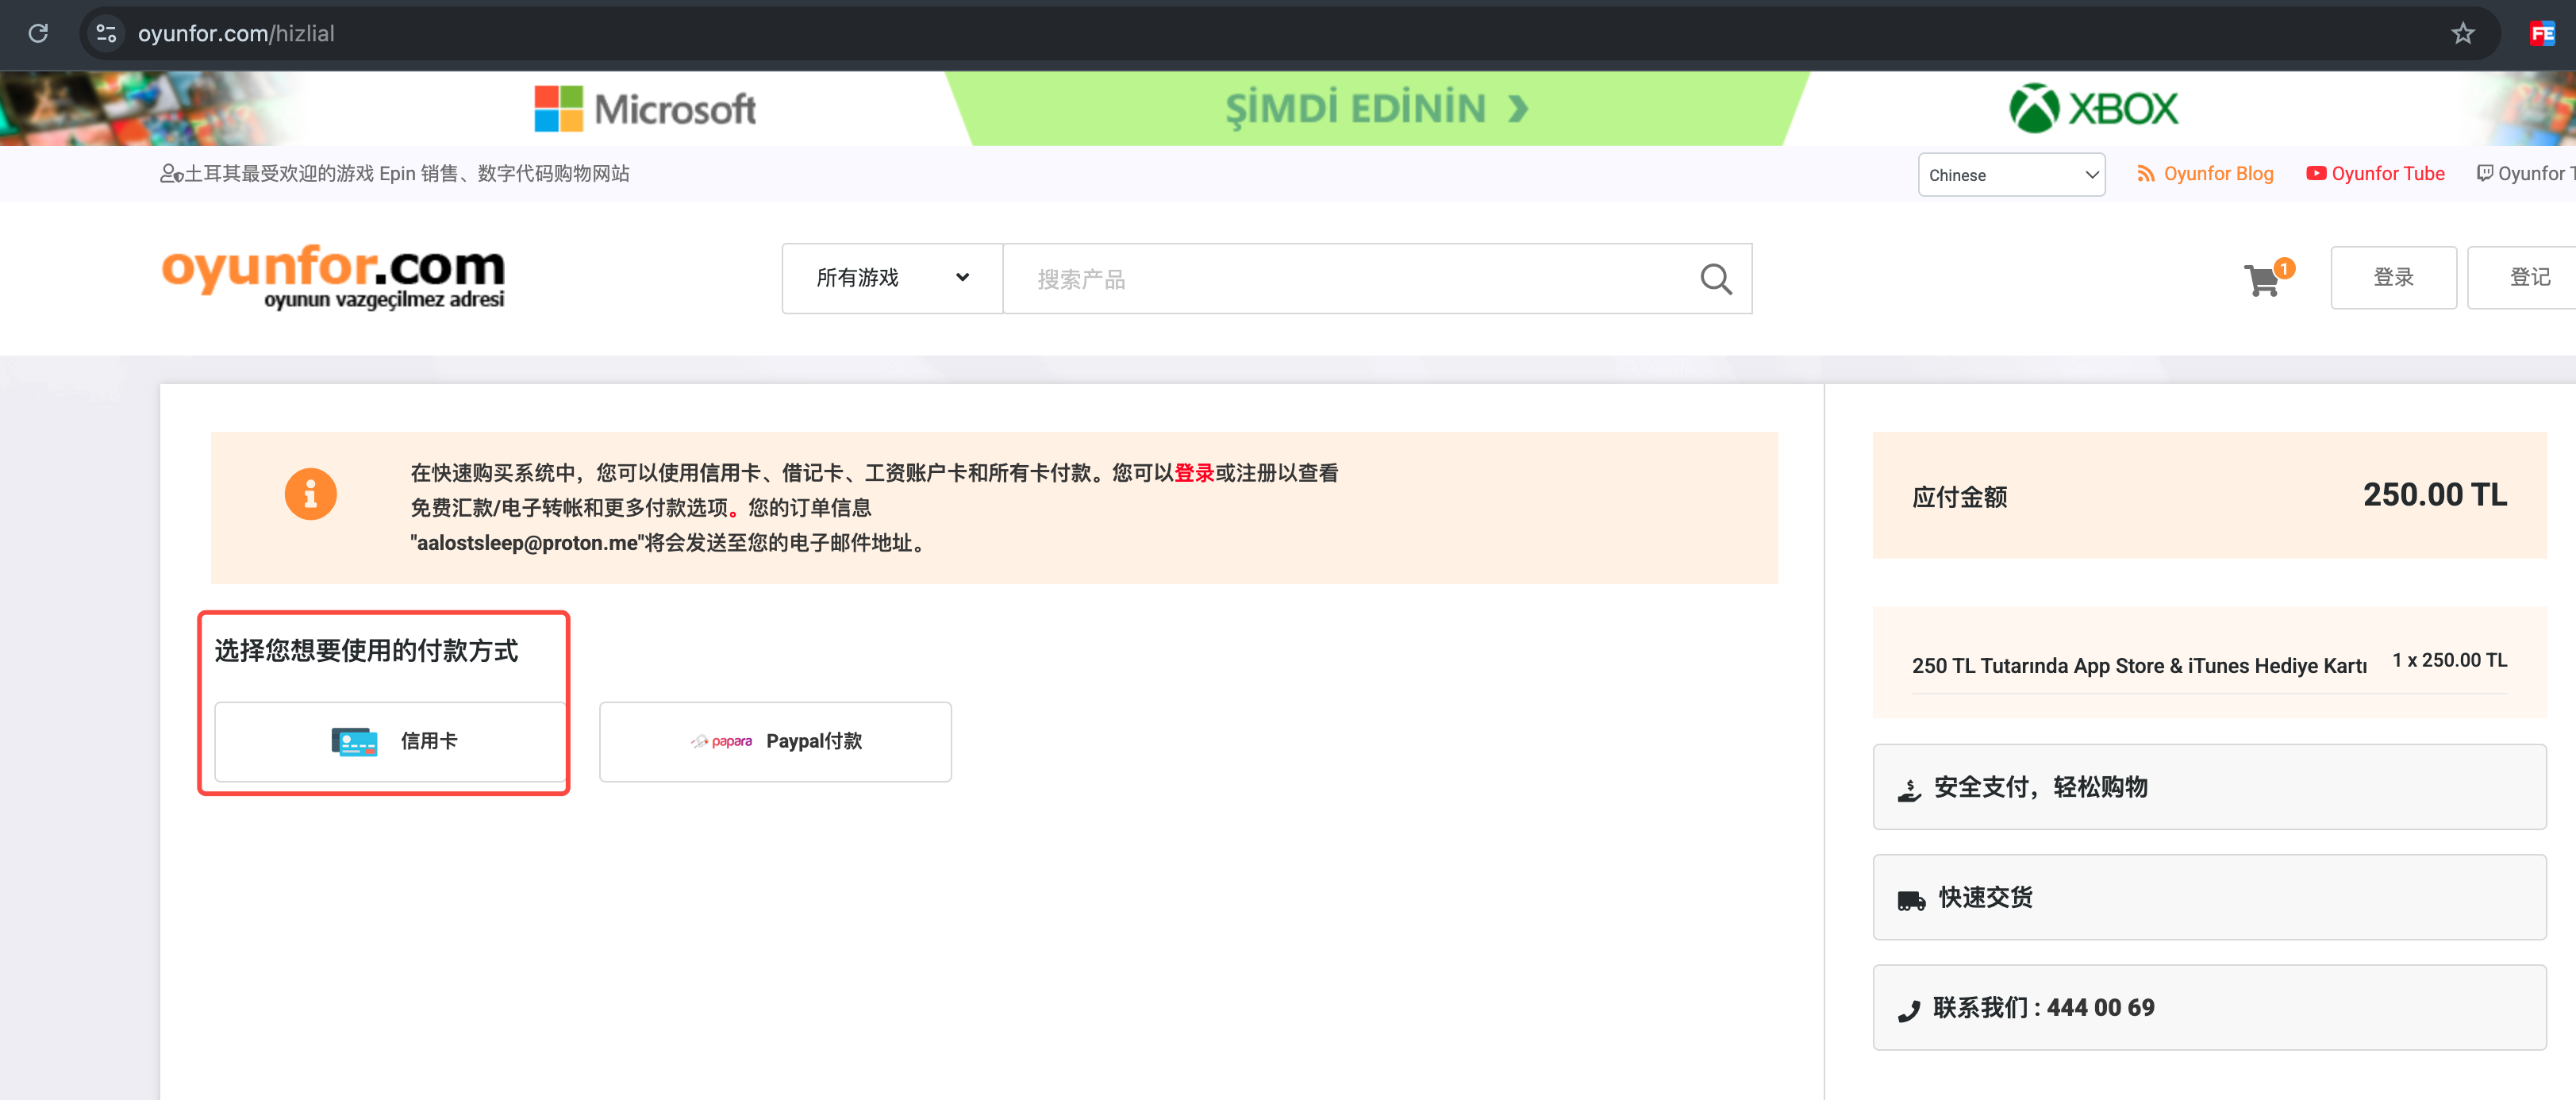 oyunfor.com/hizlial
FE
Microsoft
ŞİMDİ EDİNİN
XBOX
土耳其最受欢迎的游戏 Epin 销售、数字代码购物网站
Chinese
Oyunfor Blog
Oyunfor Tube
Oyunfor T
oyunfor.com
oyunun vazgeçilmez adresi
所有游戏
搜索产品
1
登录
登记
在快速购买系统中，您可以使用信用卡、借记卡、工资账户卡和所有卡付款。您可以登录或注册以查看
免费汇款/电子转帐和更多付款选项。您的订单信息
"aalostsleep@proton.me"将会发送至您的电子邮件地址。
应付金额
250.00 TL
选择您想要使用的付款方式
250 TL Tutarında App Store & iTunes Hediye Kartı
1 x 250.00 TL
信用卡
papara
Paypal付款
安全支付，轻松购物
快速交货
联系我们 : 444 00 69